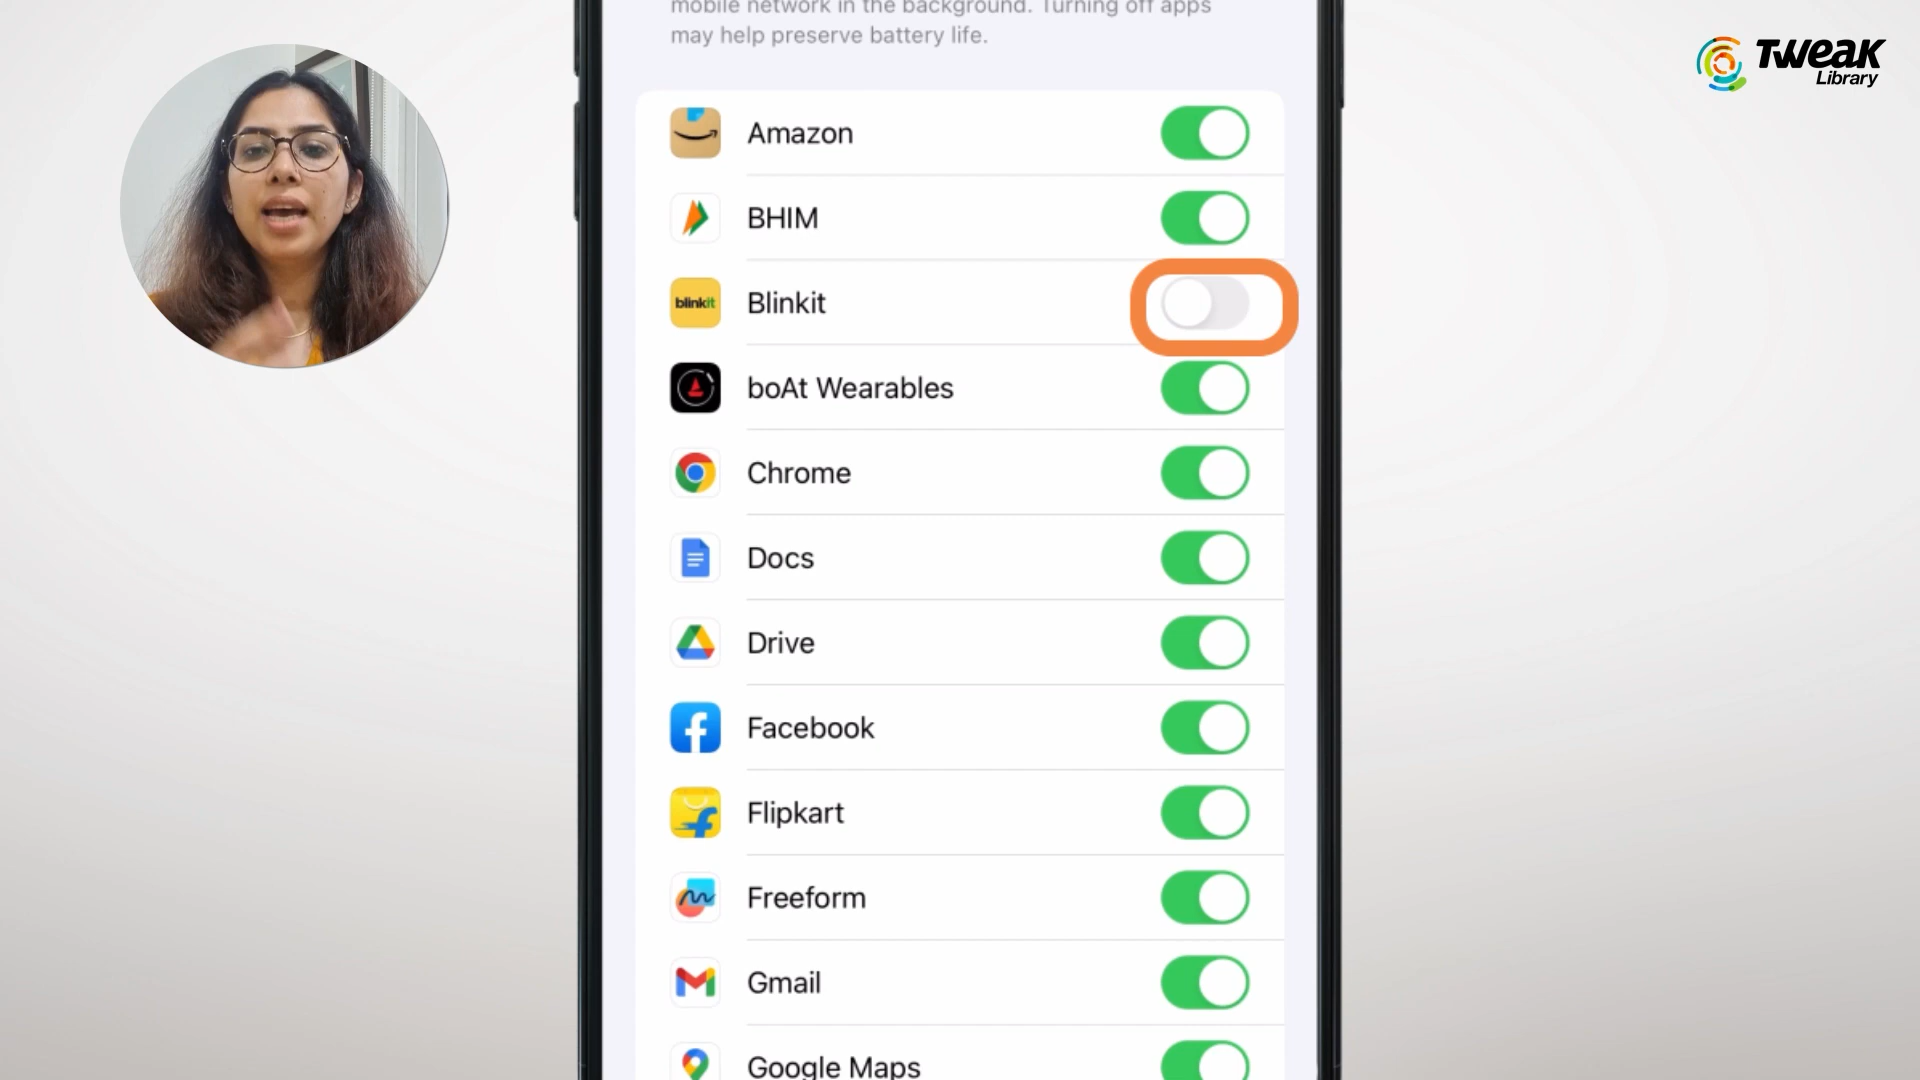 mobile network in the background. Turning off apps
may help preserve battery life.
Tweak
Library
Amazon
BHIM
blinkit
Blinkit
boAt Wearables
Chrome
Docs
Drive
Facebook
Flipkart
Freeform
Gmail
Google Maps